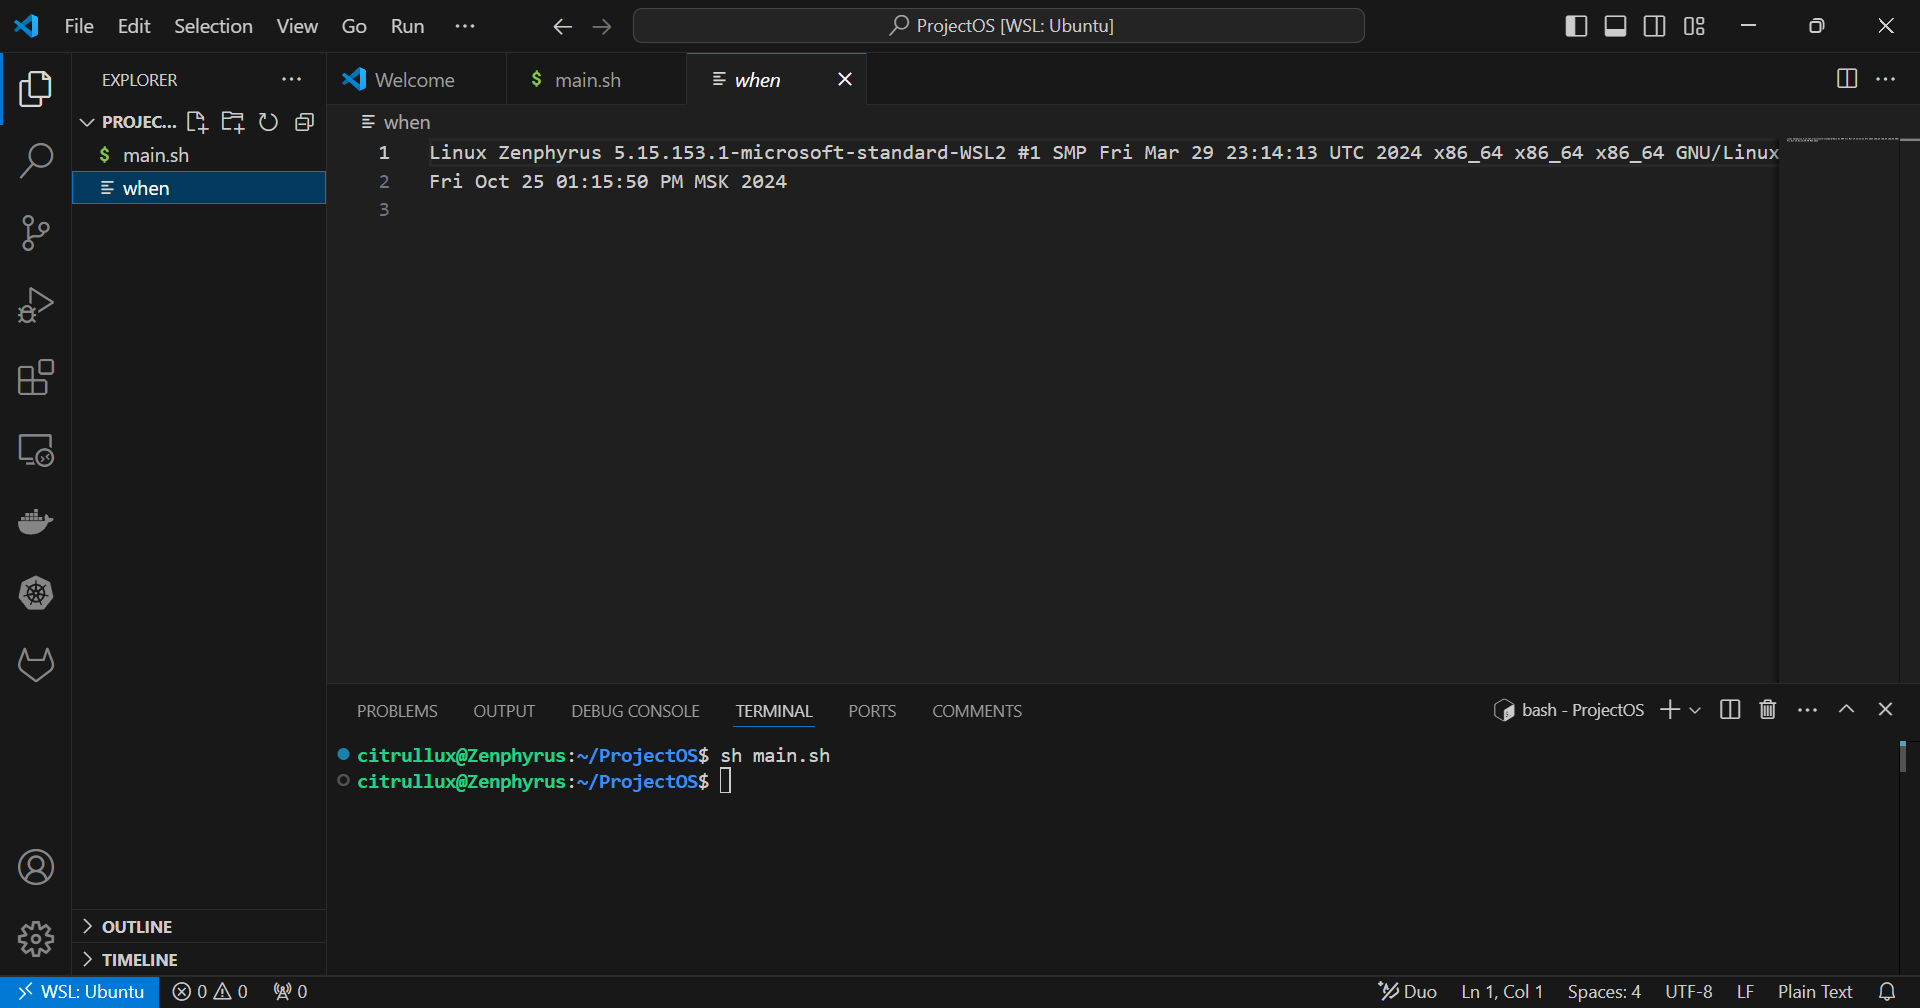 File Edit Selection View Go Run ···
ProjectOS [WSL: Ubuntu]
EXPLORER
PROJEC...
$ main.sh
when
OUTLINE
TIMELINE
Welcome
$ main.sh
when
when
1 Linux Zenphyrus 5.15.153.1-microsoft-standard-WSL2 #1 SMP Fri Mar 29 23:14:13 UTC 2024 x86_64 x86_64 x86_64 GNU/Linux
2 Fri Oct 25 01:15:50 PM MSK 2024
3
PROBLEMS OUTPUT DEBUG CONSOLE TERMINAL PORTS COMMENTS
bash - ProjectOS
citrullux@Zenphyrus:~/ProjectOS$ sh main.sh
citrullux@Zenphyrus:~/ProjectOS$
WSL: Ubuntu 0 0 0 Duo Ln 1, Col 1 Spaces: 4 UTF-8 LF Plain Text